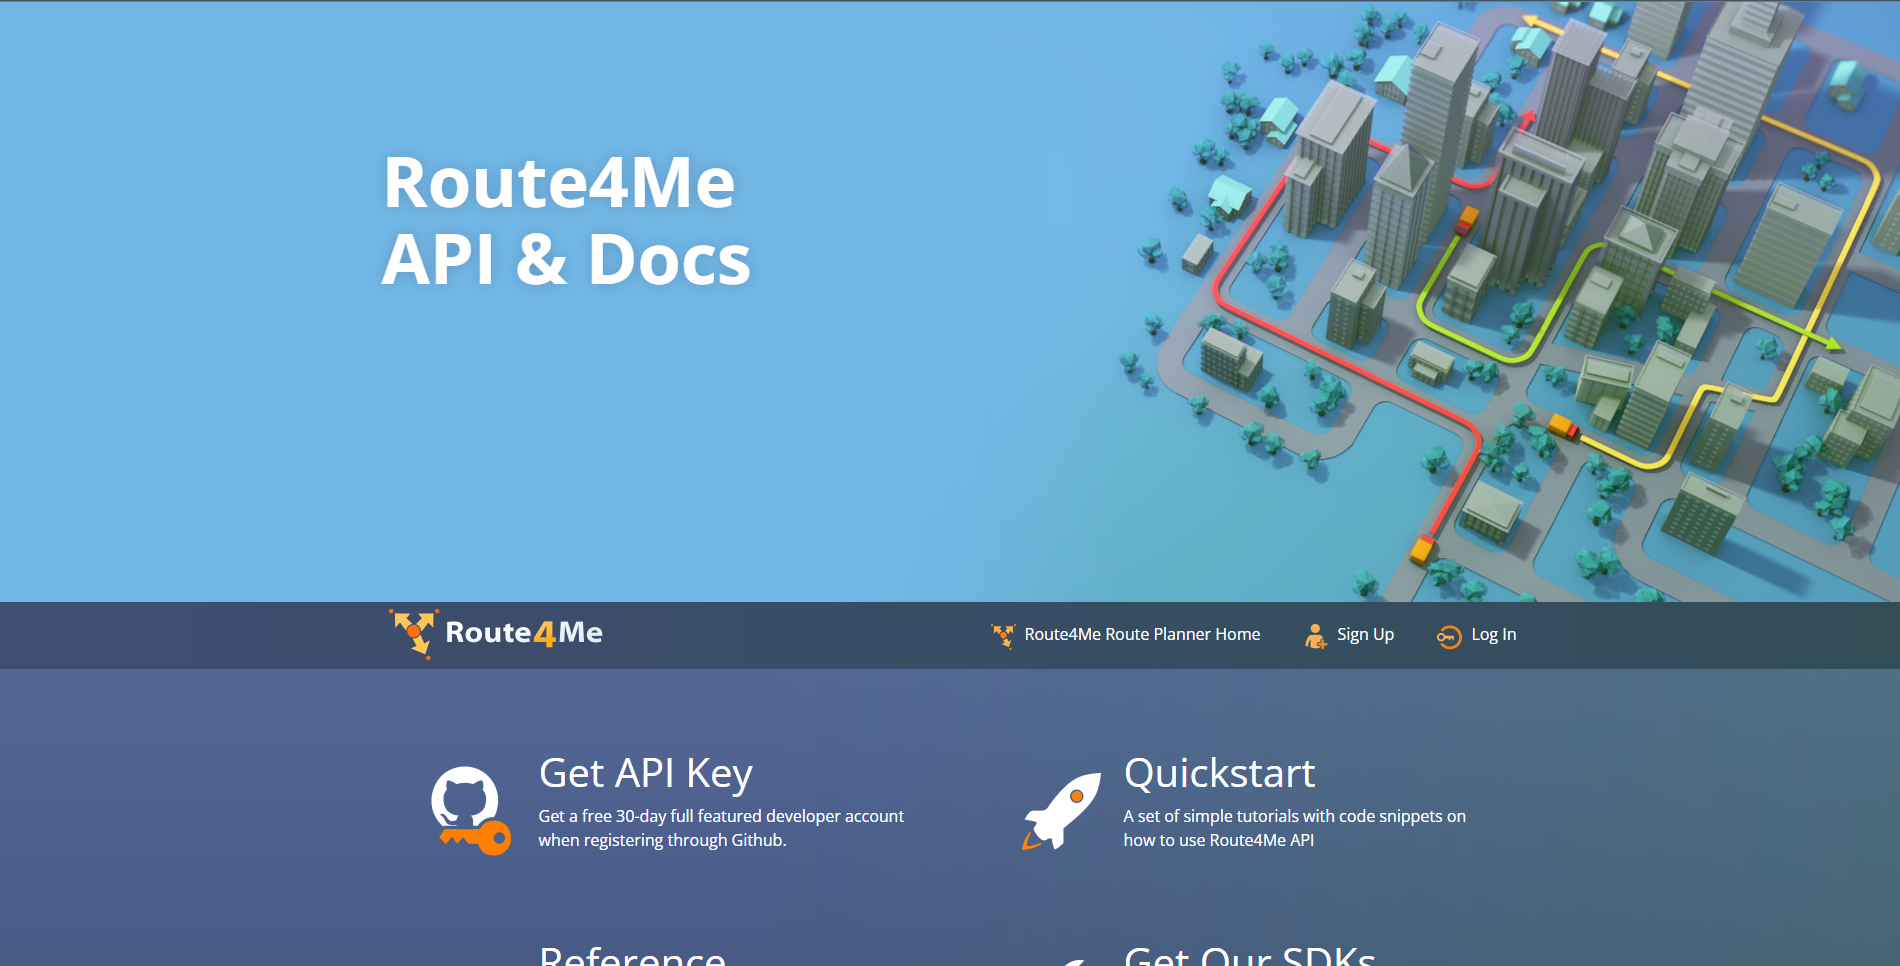 Route4Me
API & Docs
Route4Me
Route4Me Route Planner Home
Sign Up
Log In
Get API Key
Get a free 30-day full featured developer account
when registering through Github.
Quickstart
A set of simple tutorials with code snippets on
how to use Route4Me API
Reference
Get Our SDKs